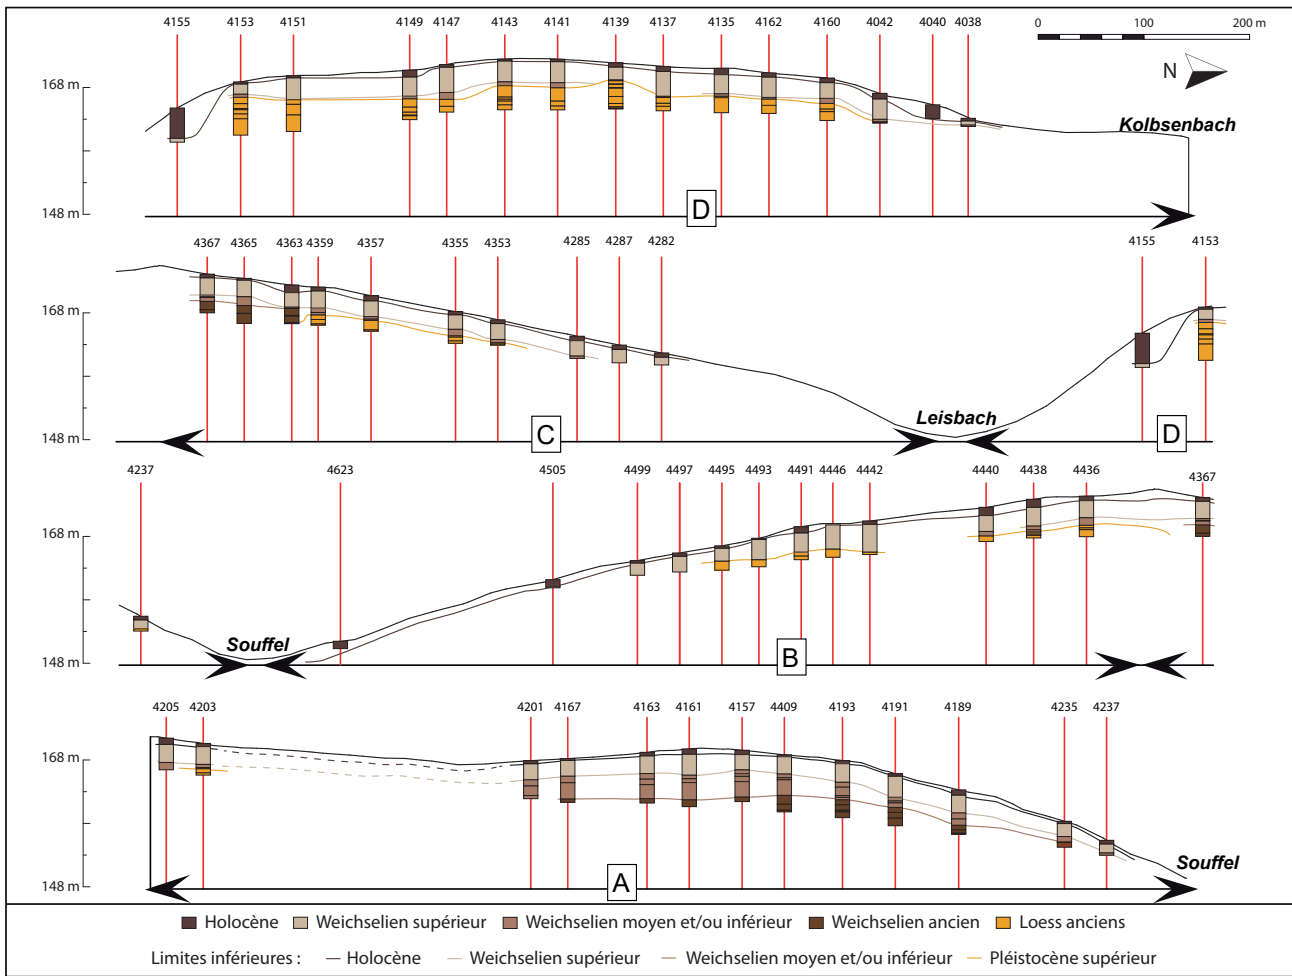 4155 4153 4151 4149 4147 4143 4141 4139 4137 4135 4162 4160 4042 4040 4038
0 200 m
N
168 m
Kolbsenbach
148 m
D
4367 4365 4363 4359 4357 4355 4353 4285 4287 4282 4155 4153
168 m
Leisbach
148 m
C D
4237 4623 4505 4499 4497 4495 4493 4491 4446 4442 4440 4438 4436 4367
168 m
Souffel
148 m
B
4205 4203 4201 4167 4163 4161 4157 4409 4193 4191 4189 4235 4237
168 m
Souffel
148 m
A
Holocène Weichselien supérieur Weichselien moyen et/ou inférieur Weichselien ancien Loess anciens
Limites inférieures : Holocène Weichselien supérieur Weichselien moyen et/ou inférieur Pléistocène supérieur